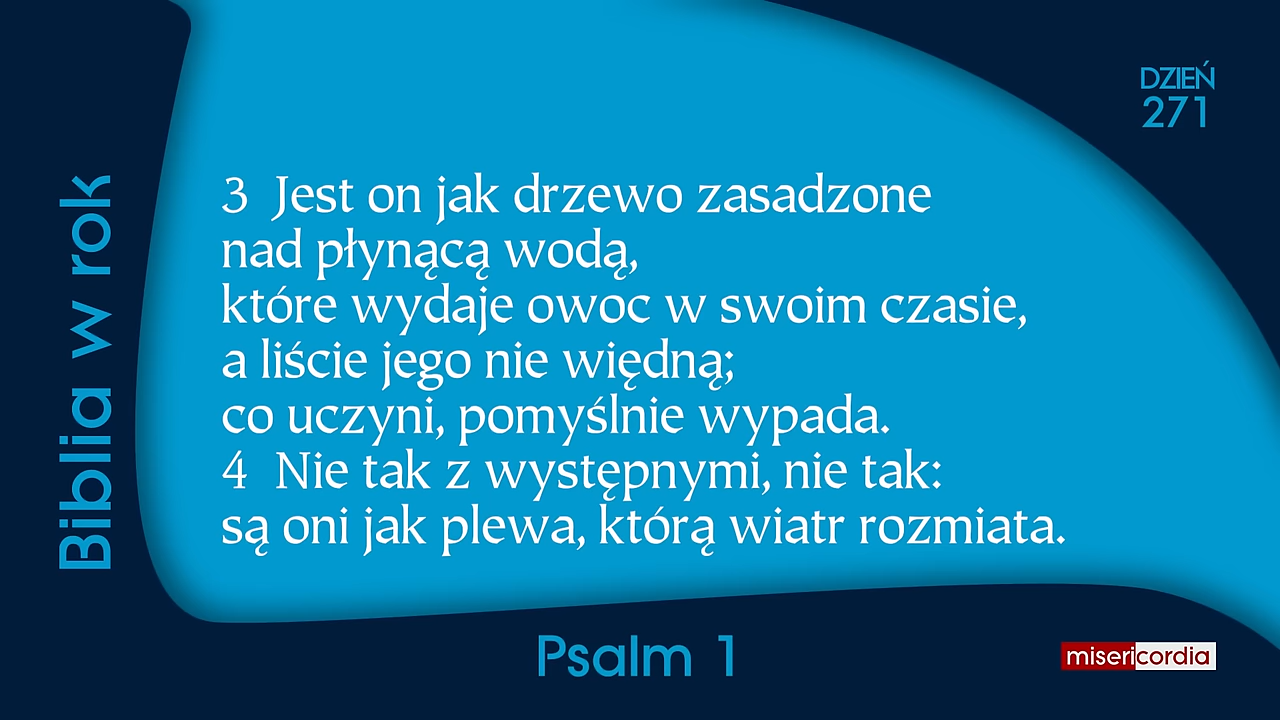 DZIEŃ
271
Biblia w rok
3 Jest on jak drzewo zasadzone
nad płynącą wodą,
które wydaje owoc w swoim czasie,
a liście jego nie więdną;
co uczyni, pomyślnie wypada.
4 Nie tak z występnymi, nie tak:
są oni jak plewa, którą wiatr rozmiata.
Psalm 1
misericordia